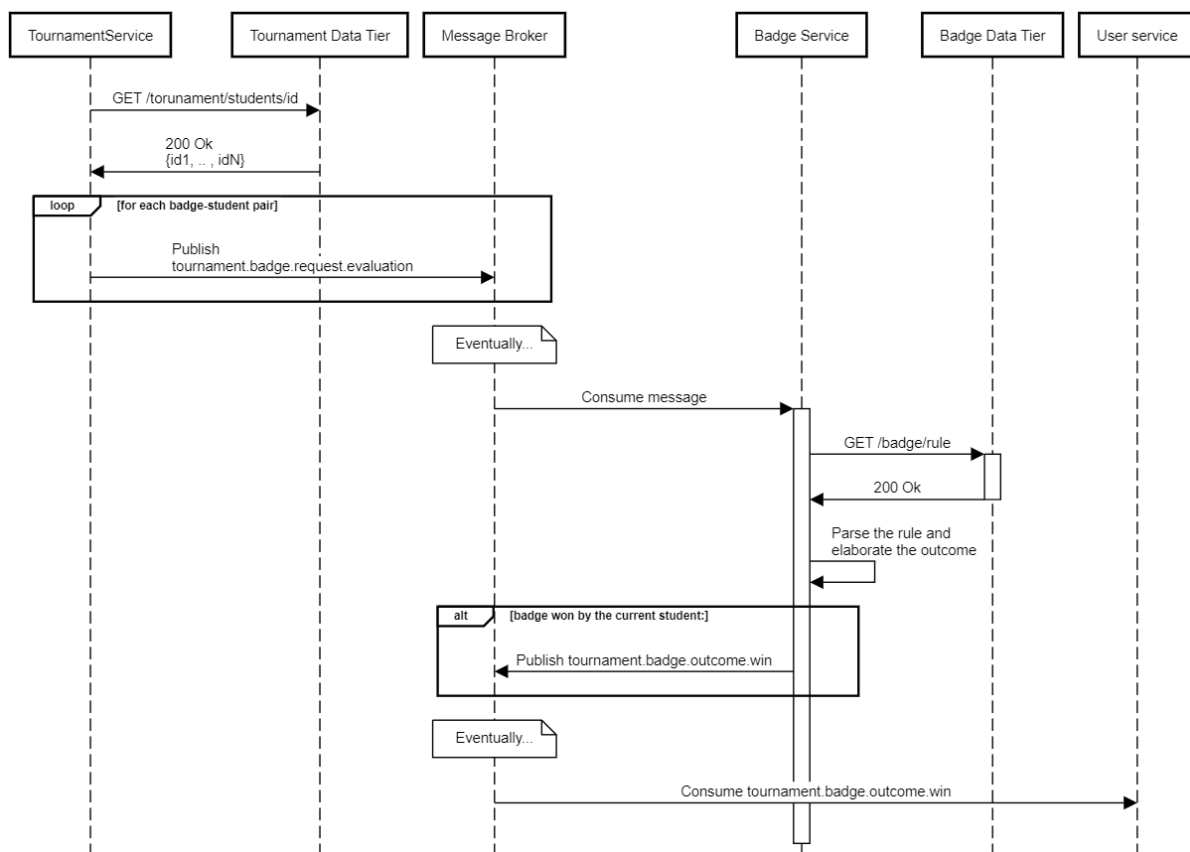 TournamentService
Tournament Data Tier
Message Broker
Badge Service
Badge Data Tier
User service
GET /torunament/students/id
200 Ok
{id1, .. , idN}
loop
[for each badge-student pair]
Publish
tournament.badge.request.evaluation
Eventually...
Consume message
GET /badge/rule
200 Ok
Parse the rule and
elaborate the outcome
alt
[badge won by the current student:]
Publish tournament.badge.outcome.win
Eventually...
Consume tournament.badge.outcome.win